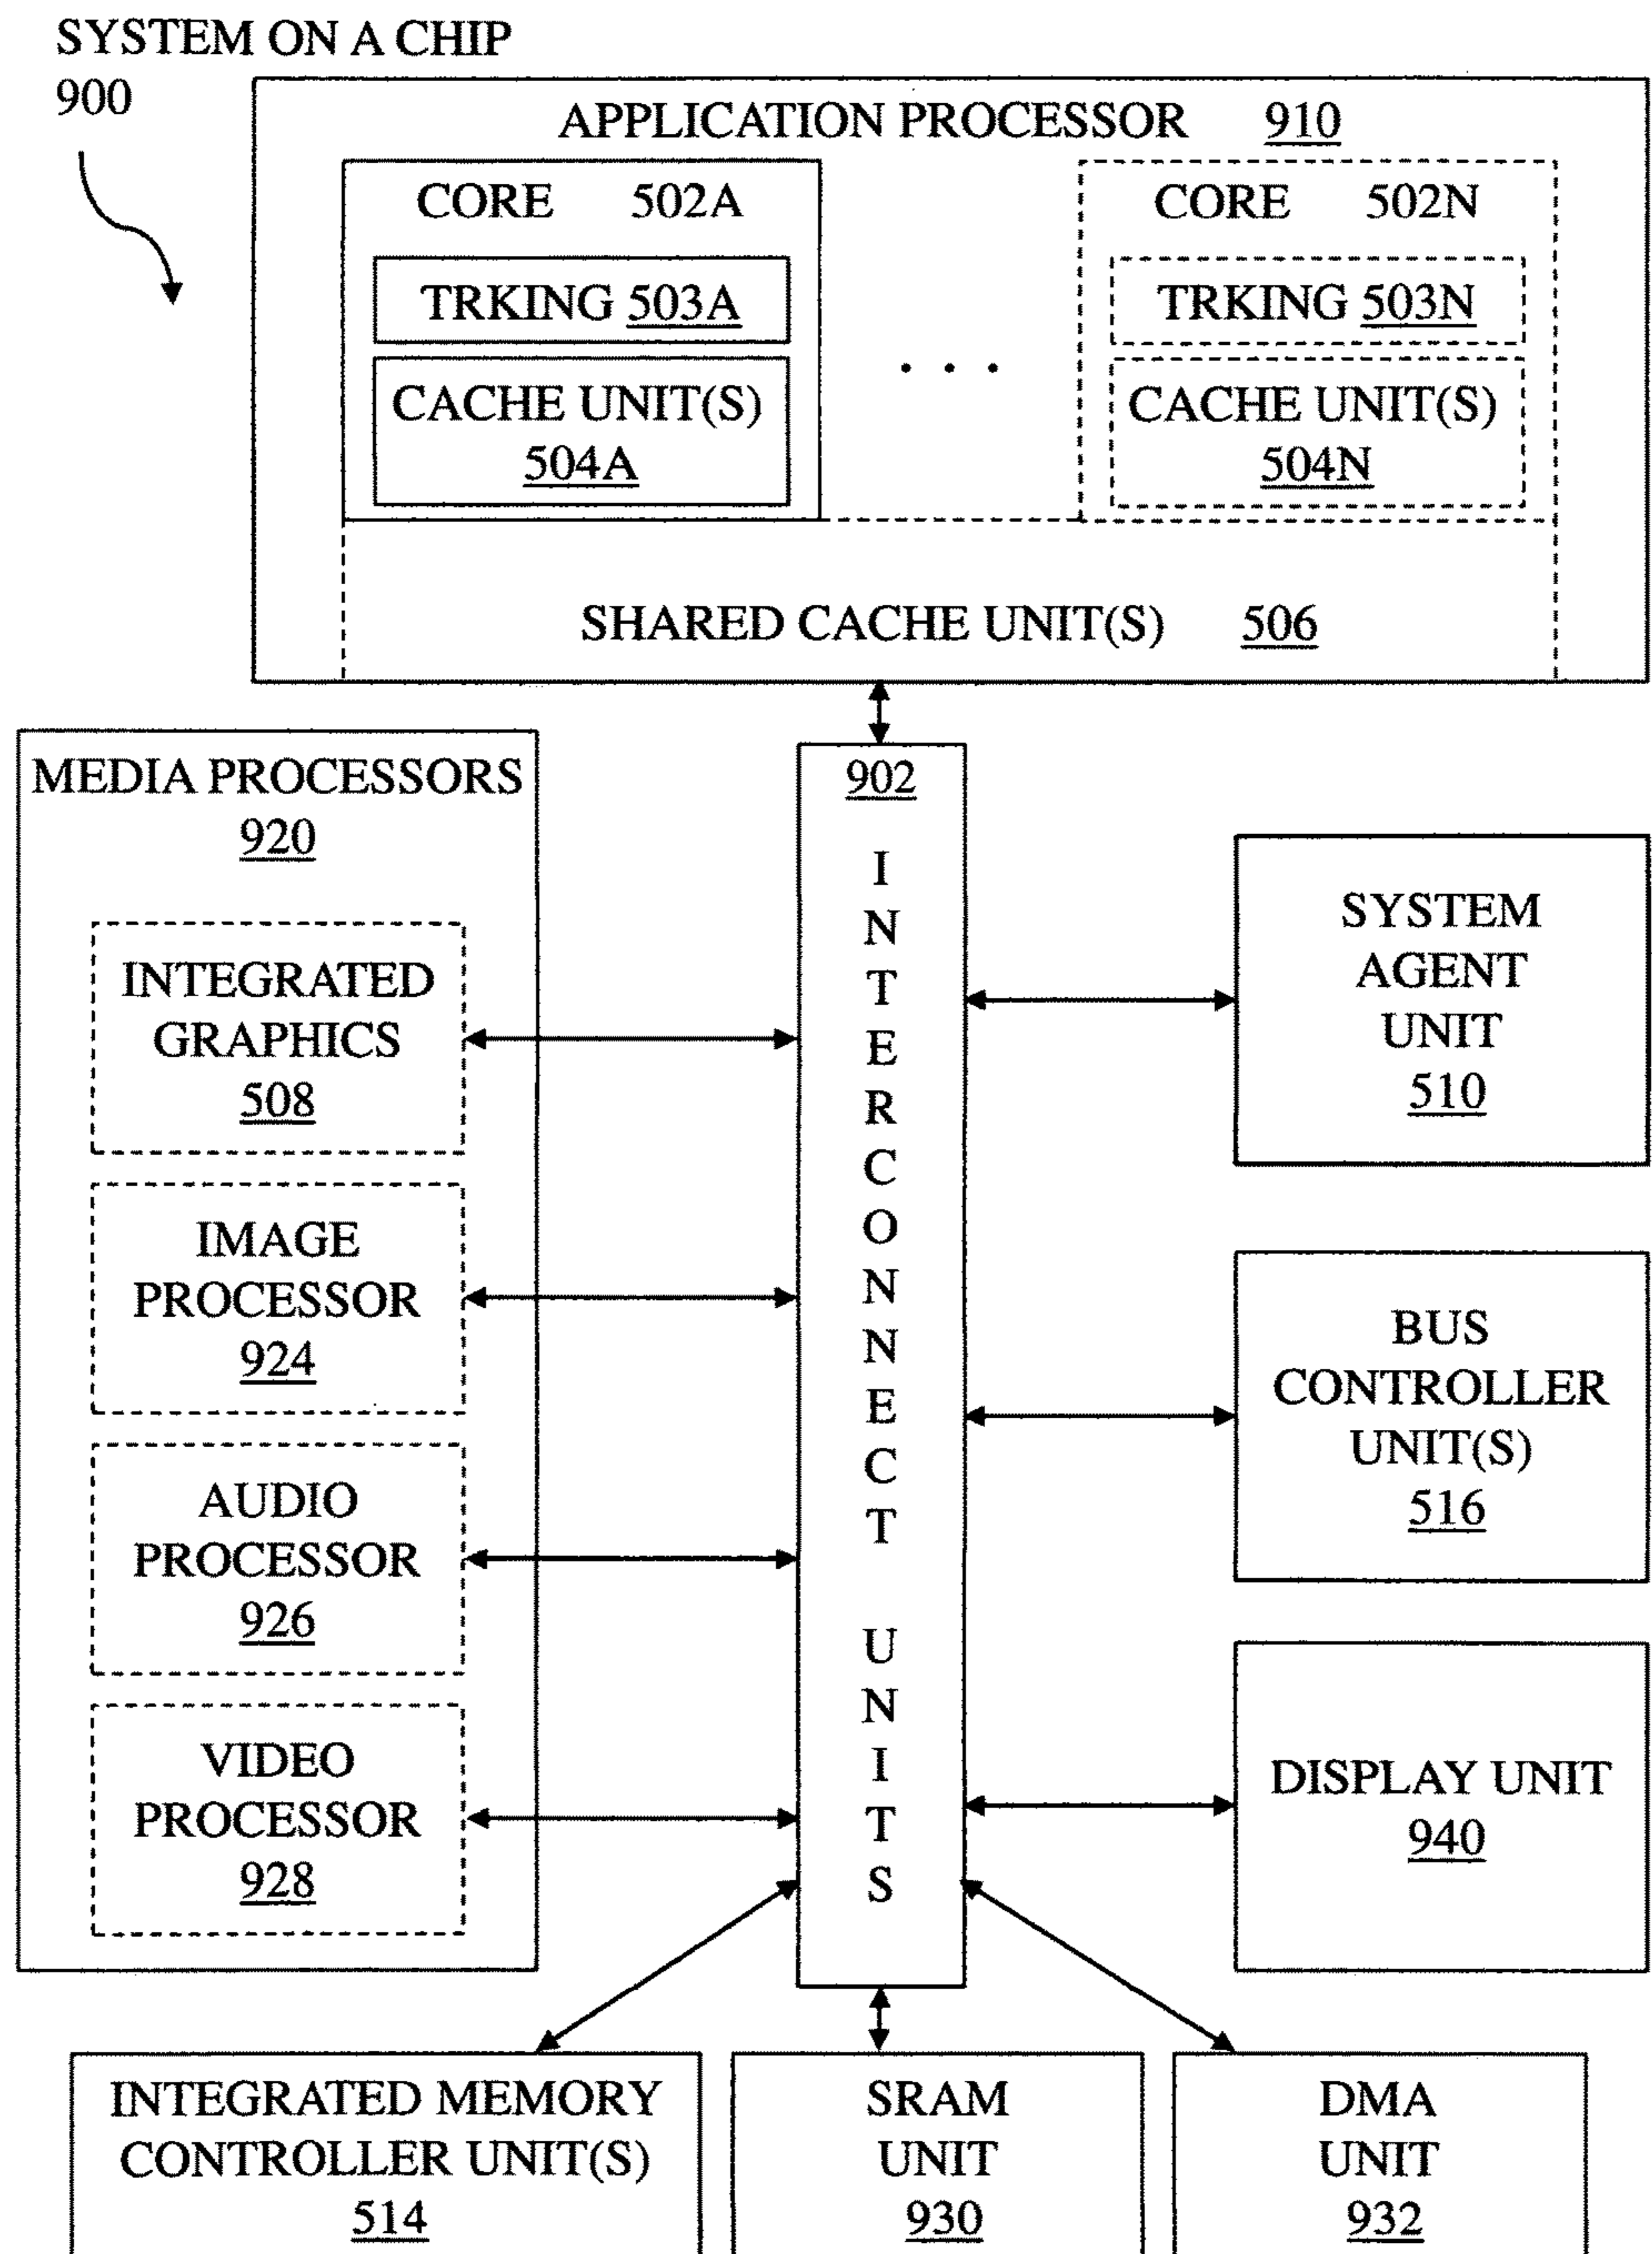 SYSTEM ON A CHIP
900
APPLICATION PROCESSOR 910
CORE 502A
TRKING 503A
CACHE UNIT(S)
504A
. . .
CORE 502N
TRKING 503N
CACHE UNIT(S)
504N
SHARED CACHE UNIT(S) 506
MEDIA PROCESSORS
920
INTEGRATED
GRAPHICS
508
IMAGE
PROCESSOR
924
AUDIO
PROCESSOR
926
VIDEO
PROCESSOR
928
902
INTERCONNECT UNITS
SYSTEM
AGENT
UNIT
510
BUS
CONTROLLER
UNIT(S)
516
DISPLAY UNIT
940
INTEGRATED MEMORY
CONTROLLER UNIT(S)
514
SRAM
UNIT
930
DMA
UNIT
932